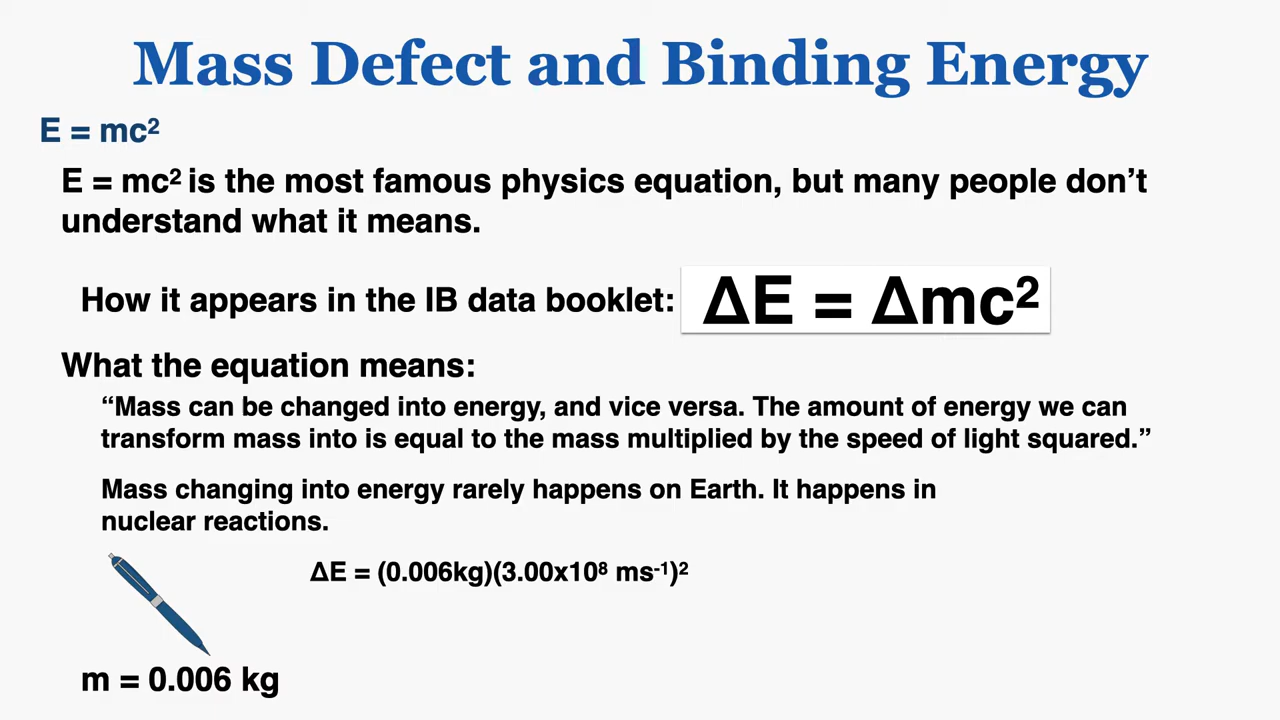 Mass Defect and Binding Energy
E = mc²
E = mc² is the most famous physics equation, but many people don’t
understand what it means.
How it appears in the IB data booklet: ΔE = Δmc²
What the equation means:
“Mass can be changed into energy, and vice versa. The amount of energy we can
transform mass into is equal to the mass multiplied by the speed of light squared.”
Mass changing into energy rarely happens on Earth. It happens in
nuclear reactions.
ΔE = (0.006kg)(3.00x10⁸ ms⁻¹)²
m = 0.006 kg